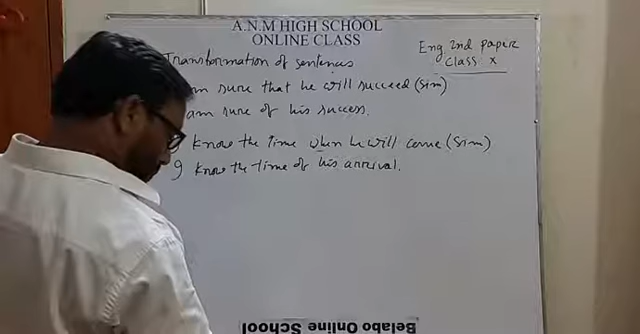 A.N.M HIGH SCHOOL
ONLINE CLASS
Eng. 2nd paper
Class: x
Transformation of sentences
am sure that he will succeed (sim)
am sure of his success.
know the time when he will come (sim)
I know the time of his arrival.
Belabo Online School